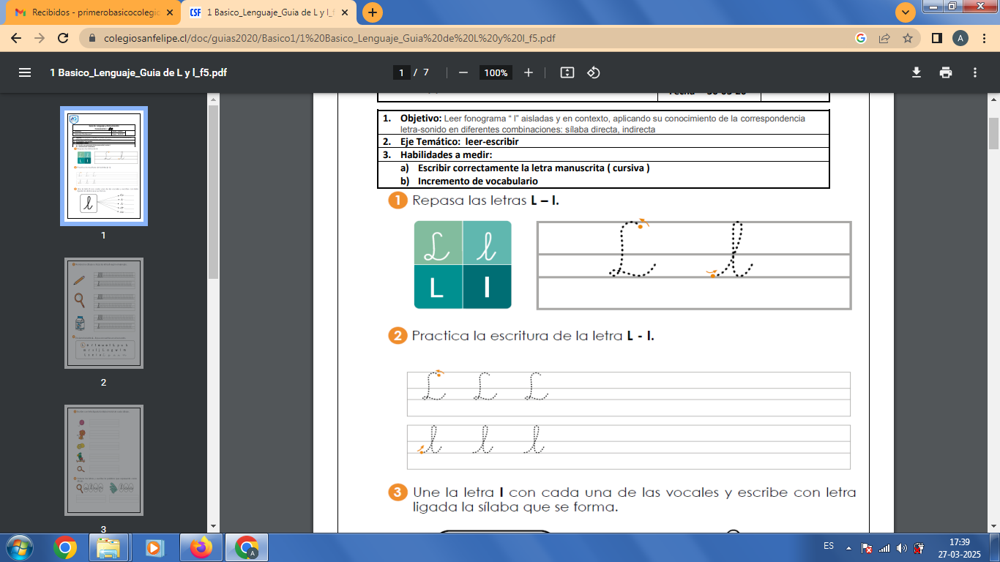 Recibidos - primerobasicocolegio
CSF 1 Basico_Lenguaje_Guia de L y l_f5
colegiosanfelipe.cl/doc/guias2020/Basico1/1%20Basico_Lenguaje_Guia%20de%20L%20y%20l_f5.pdf
A
1 Basico_Lenguaje_Guia de L y l_f5.pdf
1 / 7
100%
1. Objetivo: Leer fonograma “ l” aisladas y en contexto, aplicando su conocimiento de la correspondencia
letra-sonido en diferentes combinaciones: sílaba directa, indirecta
2. Eje Temático: leer-escribir
3. Habilidades a medir:
a) Escribir correctamente la letra manuscrita ( cursiva )
b) Incremento de vocabulario
1 Repasa las letras L – l.
L l
L l
L l
2 Practica la escritura de la letra L - l.
L L L
l l l
3 Une la letra l con cada una de las vocales y escribe con letra
ligada la sílaba que se forma.
1
2
3
A
ES
17:39
27-03-2025